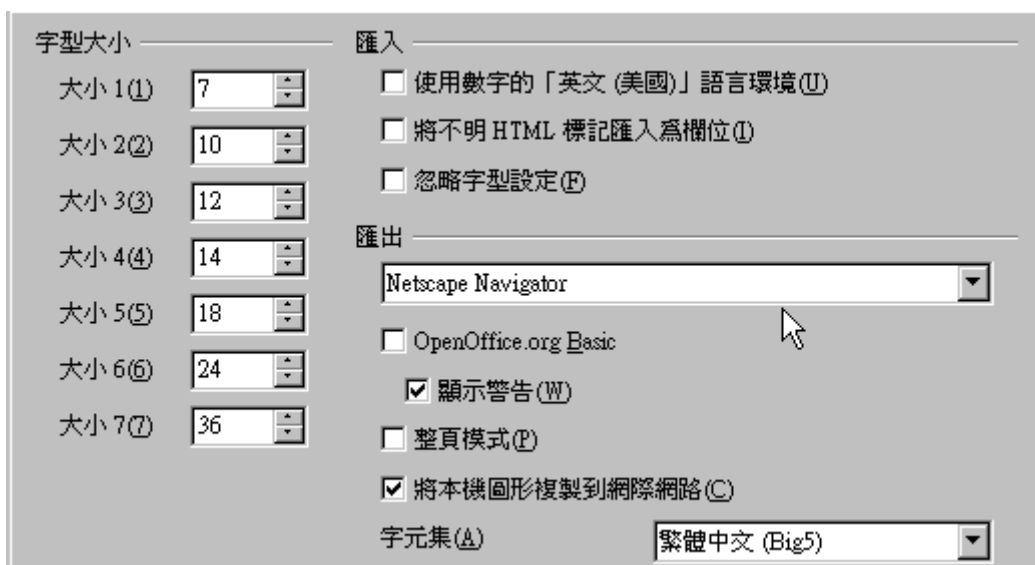 字型大小
大小 1(1) 7
大小 2(2) 10
大小 3(3) 12
大小 4(4) 14
大小 5(5) 18
大小 6(6) 24
大小 7(7) 36
匯入
使用數字的「英文 (美國)」語言環境(U)
將不明 HTML 標記匯入為欄位(I)
忽略字型設定(F)
匯出
Netscape Navigator
OpenOffice.org Basic
顯示警告(W)
整頁模式(P)
將本機圖形複製到網際網路(C)
字元集(A) 繁體中文 (Big5)